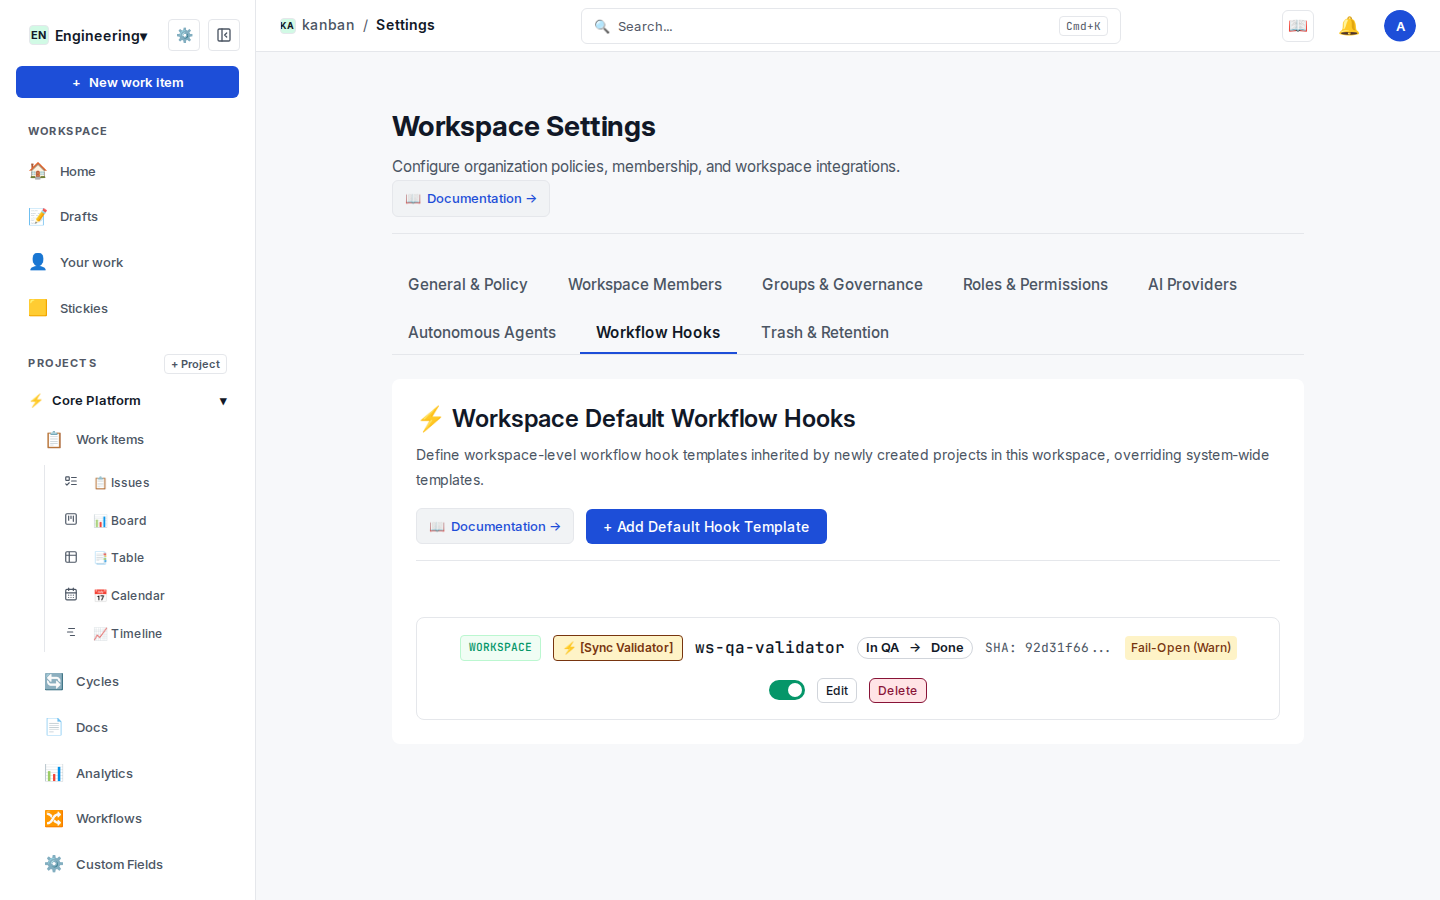 EN Engineering▾
+ New work item
WORKSPACE
Home
Drafts
Your work
Stickies
PROJECTS
+ Project
Core Platform ▾
Work Items
Issues
Board
Table
Calendar
Timeline
Cycles
Docs
Analytics
Workflows
Custom Fields
KA kanban / Settings
Search... Cmd+K
A
Workspace Settings
Configure organization policies, membership, and workspace integrations.
Documentation →
General & Policy Workspace Members Groups & Governance Roles & Permissions AI Providers
Autonomous Agents Workflow Hooks Trash & Retention
⚡ Workspace Default Workflow Hooks
Define workspace-level workflow hook templates inherited by newly created projects in this workspace, overriding system-wide
templates.
Documentation → + Add Default Hook Template
WORKSPACE ⚡ [Sync Validator] ws-qa-validator In QA → Done SHA: 92d31f66... Fail-Open (Warn)
Edit Delete